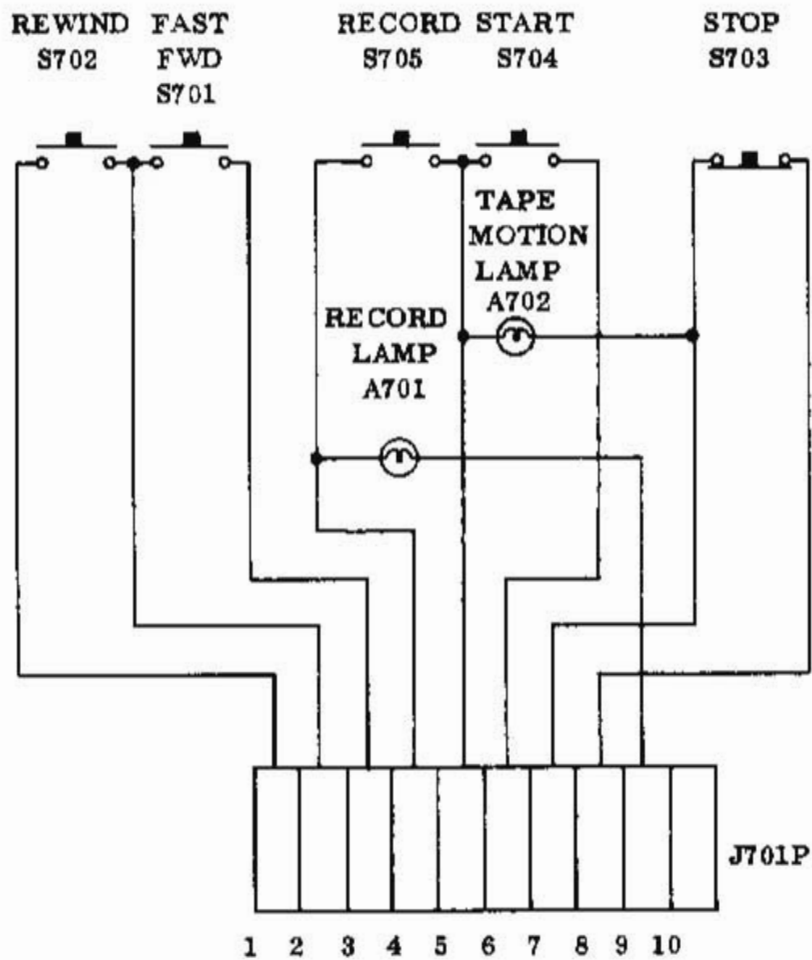 REWIND
S702
FAST
FWD
S701
RECORD
S705
START
S704
STOP
S703
TAPE
MOTION
LAMP
A702
RECORD
LAMP
A701
J701P
1 2 3 4 5 6 7 8 9 10